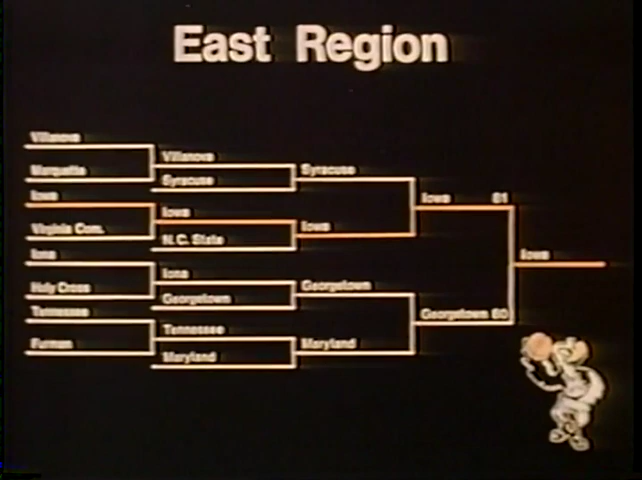 East Region
Villanova
Marquette
Iowa
Virginia Com.
Iona
Holy Cross
Tennessee
Furman
Villanova
Syracuse
Iowa
N.C. State
Iona
Georgetown
Tennessee
Maryland
Syracuse
Iowa
Georgetown
Maryland
Iowa 81
Georgetown 80
Iowa